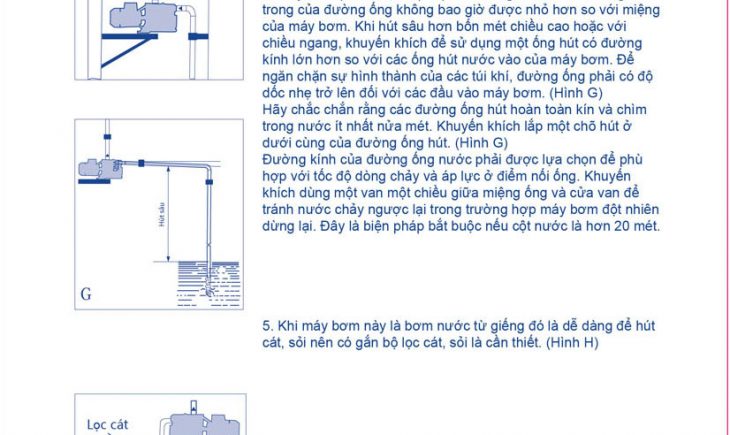 trong của đường ống không bao giờ được nhỏ hơn so với miệng
của máy bơm. Khi hút sâu hơn bốn mét chiều cao hoặc với
chiều ngang, khuyến khích để sử dụng một ống hút có đường
kính lớn hơn so với các ống hút nước vào của máy bơm. Để
ngăn chặn sự hình thành của các túi khí, đường ống phải có độ
dốc nhẹ trở lên đối với các đầu vào máy bơm. (Hình G)
Hãy chắc chắn rằng các đường ống hút hoàn toàn kín và chìm
trong nước ít nhất nửa mét. Khuyến khích lắp một chõ hút ở
dưới cùng của đường ống hút. (Hình G)
Đường kính của đường ống nước phải được lựa chọn để phù
hợp với tốc độ dòng chảy và áp lực ở điểm nối ống. Khuyến
khích dùng một van một chiều giữa miệng ống và cửa van để
tránh nước chảy ngược lại trong trường hợp máy bơm đột nhiên
dừng lại. Đây là biện pháp bắt buộc nếu cột nước là hơn 20 mét.
Hút sâu
G
5. Khi máy bơm này là bơm nước từ giếng đó là dễ dàng để hút
cát, sỏi nên có gắn bộ lọc cát, sỏi là cần thiết. (Hình H)
Lọc cát